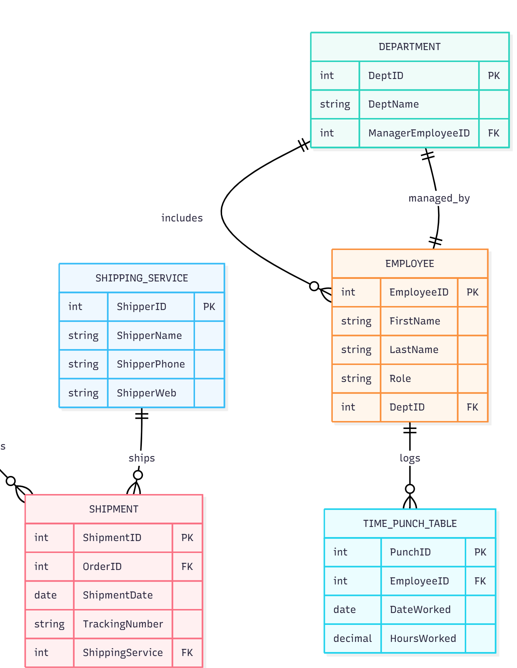 DEPARTMENT
int DeptID PK
string DeptName
int ManagerEmployeeID FK
managed_by
includes
EMPLOYEE
int EmployeeID PK
string FirstName
string LastName
string Role
int DeptID FK
SHIPPING_SERVICE
int ShipperID PK
string ShipperName
string ShipperPhone
string ShipperWeb
s
ships
logs
SHIPMENT
int ShipmentID PK
int OrderID FK
date ShipmentDate
string TrackingNumber
int ShippingService FK
TIME_PUNCH_TABLE
int PunchID PK
int EmployeeID FK
date DateWorked
decimal HoursWorked